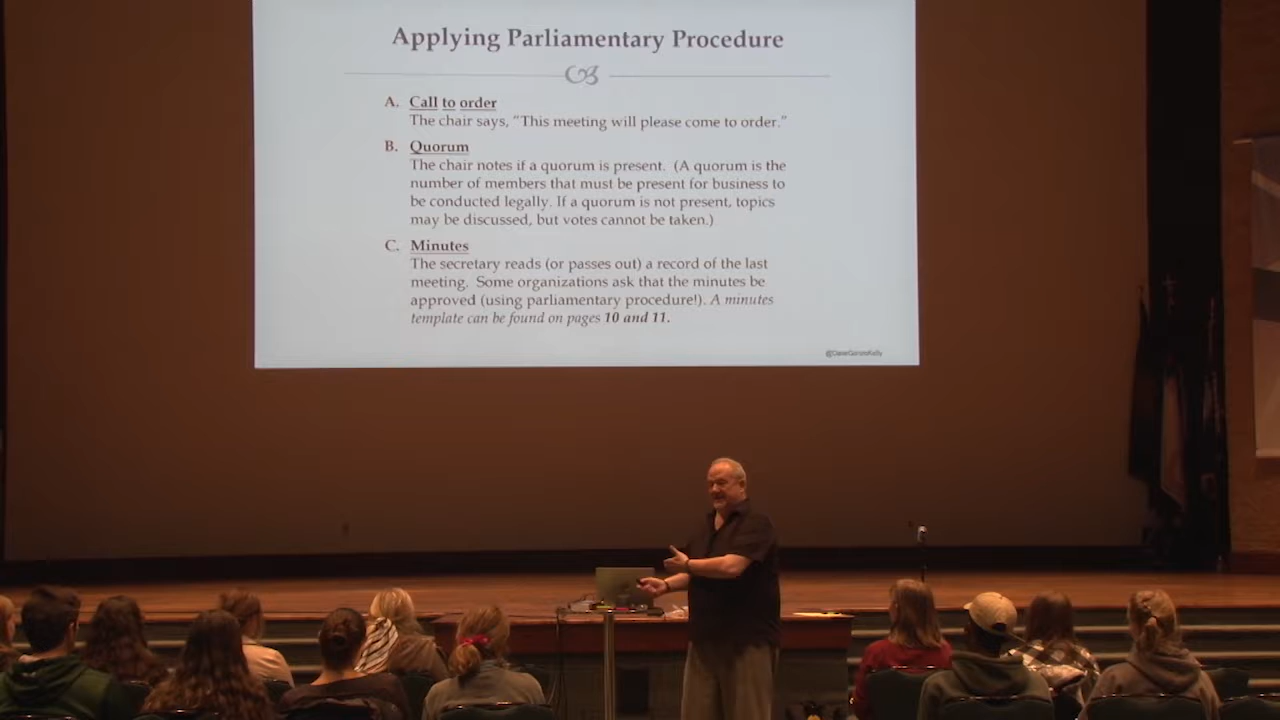 Applying Parliamentary Procedure
A. Call to order
The chair says, “This meeting will please come to order.”
B. Quorum
The chair notes if a quorum is present. (A quorum is the
number of members that must be present for business to
be conducted legally. If a quorum is not present, topics
may be discussed, but votes cannot be taken.)
C. Minutes
The secretary reads (or passes out) a record of the last
meeting. Some organizations ask that the minutes be
approved (using parliamentary procedure!). A minutes
template can be found on pages 10 and 11.